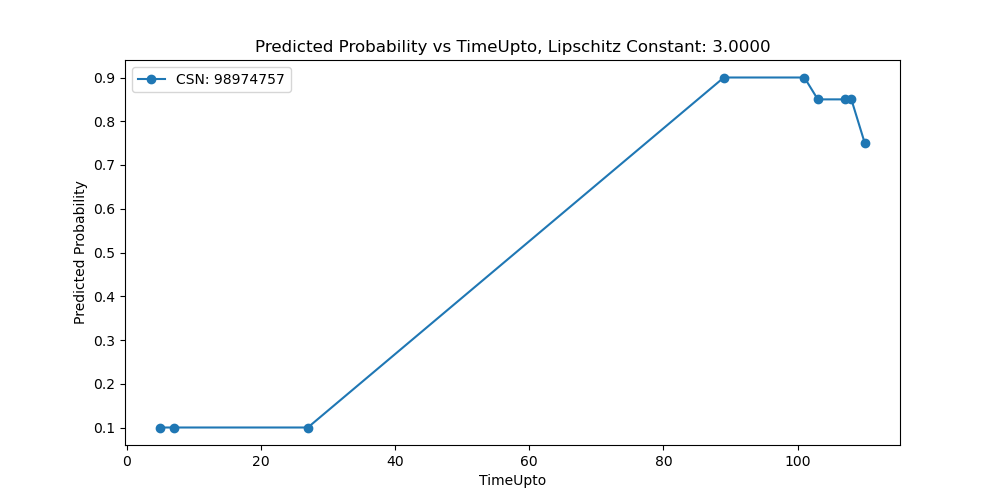 Predicted Probability vs TimeUpto, Lipschitz Constant: 3.0000
CSN: 98974757
0.9
0.8
0.7
0.6
0.5
0.4
0.3
0.2
0.1
Predicted Probability
0 20 40 60 80 100
TimeUpto